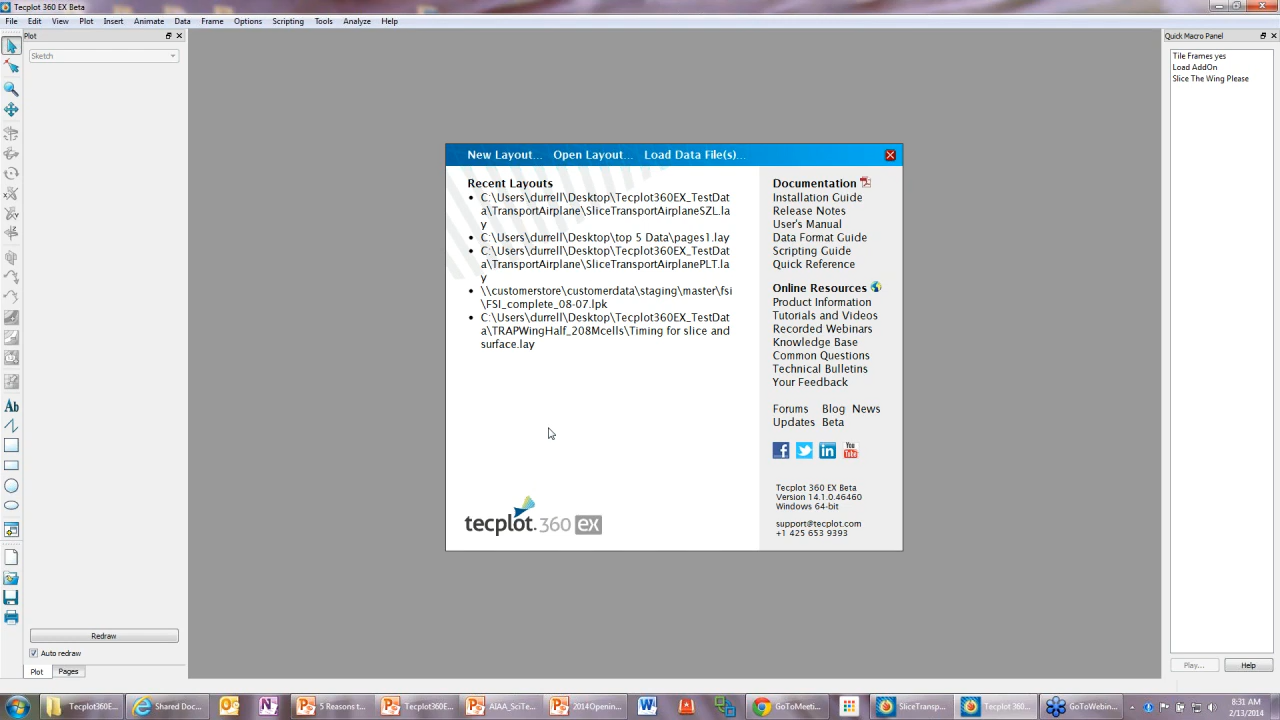 Tecplot 360 EX Beta
File Edit View Plot Insert Animate Data Frame Options Scripting Tools Analyze Help
Plot
Sketch
Quick Macro Panel
Tile Frames yes
Load AddOn
Slice The Wing Please
New Layout... Open Layout... Load Data File(s)...
Recent Layouts
C:\Users\durrell\Desktop\Tecplot360EX_TestDat
a\TransportAirplane\SliceTransportAirplaneSZL.la
y
C:\Users\durrell\Desktop\top 5 Data\pages1.lay
C:\Users\durrell\Desktop\Tecplot360EX_TestDat
a\TransportAirplane\SliceTransportAirplanePLT.la
y
\\customerstore\customerdata\staging\master\fsi
\FSI_complete_08-07.lpk
C:\Users\durrell\Desktop\Tecplot360EX_TestDat
a\TRAPWingHalf_208Mcells\Timing for slice and
surface.lay
Documentation
Installation Guide
Release Notes
User's Manual
Data Format Guide
Scripting Guide
Quick Reference
Online Resources
Product Information
Tutorials and Videos
Recorded Webinars
Knowledge Base
Common Questions
Technical Bulletins
Your Feedback
Forums Blog News
Updates Beta
You
Tube
tecplot. 360 ex
Tecplot 360 EX Beta
Version 14.1.0.46460
Windows 64-bit
support@tecplot.com
+1 425 653 9393
Ab
Redraw
Auto redraw
Plot Pages
Play... Help
Tecplot360E... Shared Doc... 5 Reasons t... Tecplot360E... AIAA_SciTe... 2014Openin... GoToMeeti... SliceTransp... Tecplot 360... GoToWebin...
8:31 AM
2/13/2014